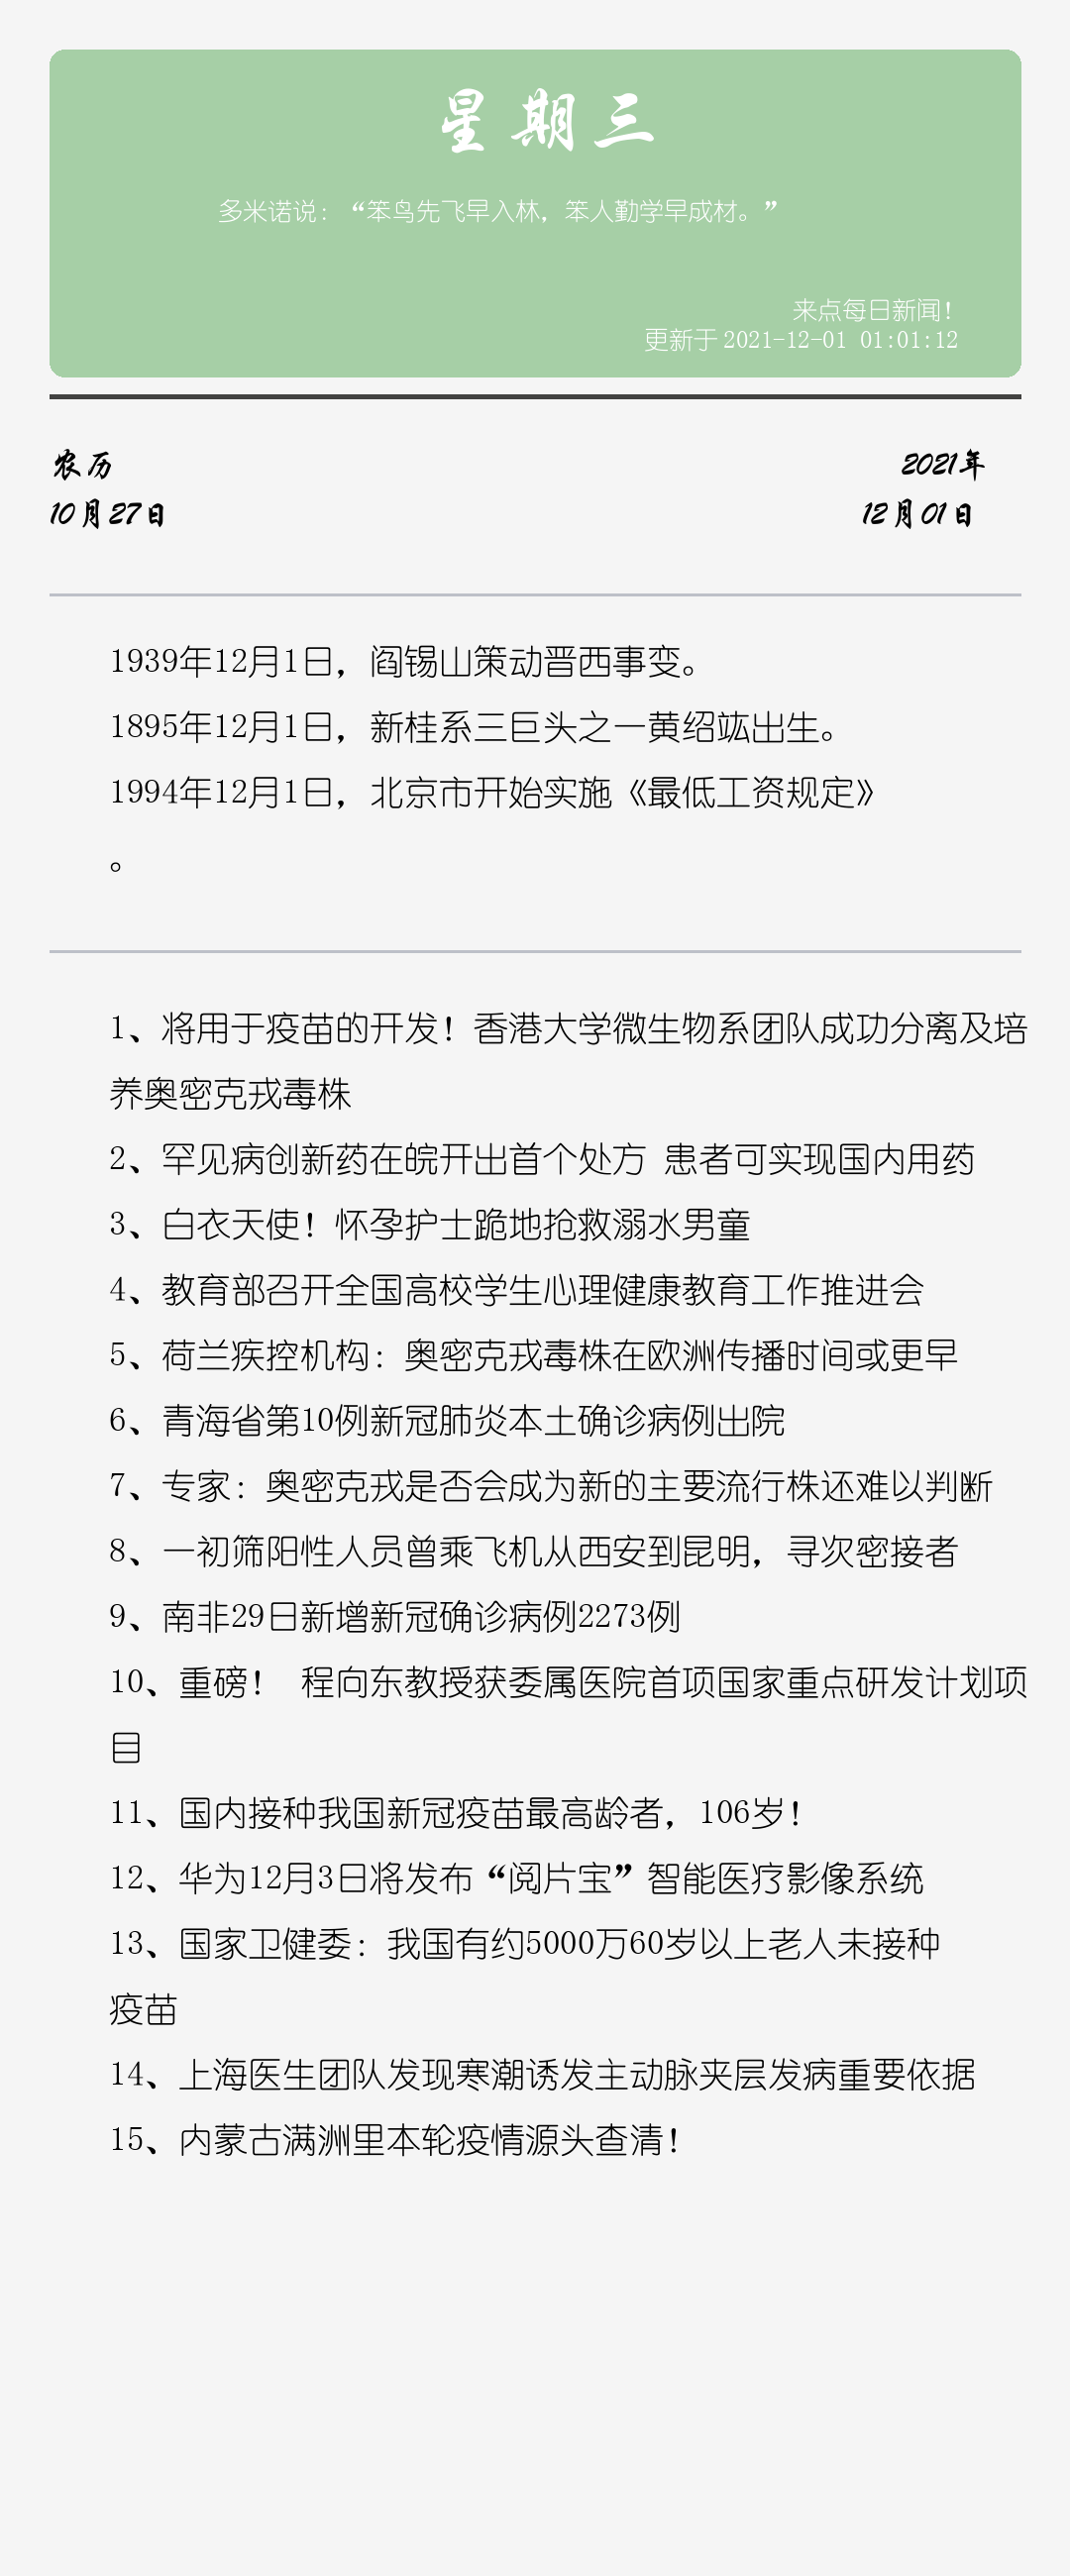 星期三
多米诺说：“笨鸟先飞早入林，笨人勤学早成材。”
来点每日新闻！
更新于 2021-12-01 01:01:12
农历
2021年
10月27日
12月01日
1939年12月1日，阎锡山策动晋西事变。
1895年12月1日，新桂系三巨头之一黄绍竑出生。
1994年12月1日，北京市开始实施《最低工资规定》
。
1、将用于疫苗的开发！香港大学微生物系团队成功分离及培
养奥密克戎毒株
2、罕见病创新药在皖开出首个处方 患者可实现国内用药
3、白衣天使！怀孕护士跪地抢救溺水男童
4、教育部召开全国高校学生心理健康教育工作推进会
5、荷兰疾控机构：奥密克戎毒株在欧洲传播时间或更早
6、青海省第10例新冠肺炎本土确诊病例出院
7、专家：奥密克戎是否会成为新的主要流行株还难以判断
8、一初筛阳性人员曾乘飞机从西安到昆明，寻次密接者
9、南非29日新增新冠确诊病例2273例
10、重磅！ 程向东教授获委属医院首项国家重点研发计划项
目
11、国内接种我国新冠疫苗最高龄者，106岁！
12、华为12月3日将发布“阅片宝”智能医疗影像系统
13、国家卫健委：我国有约5000万60岁以上老人未接种
疫苗
14、上海医生团队发现寒潮诱发主动脉夹层发病重要依据
15、内蒙古满洲里本轮疫情源头查清！